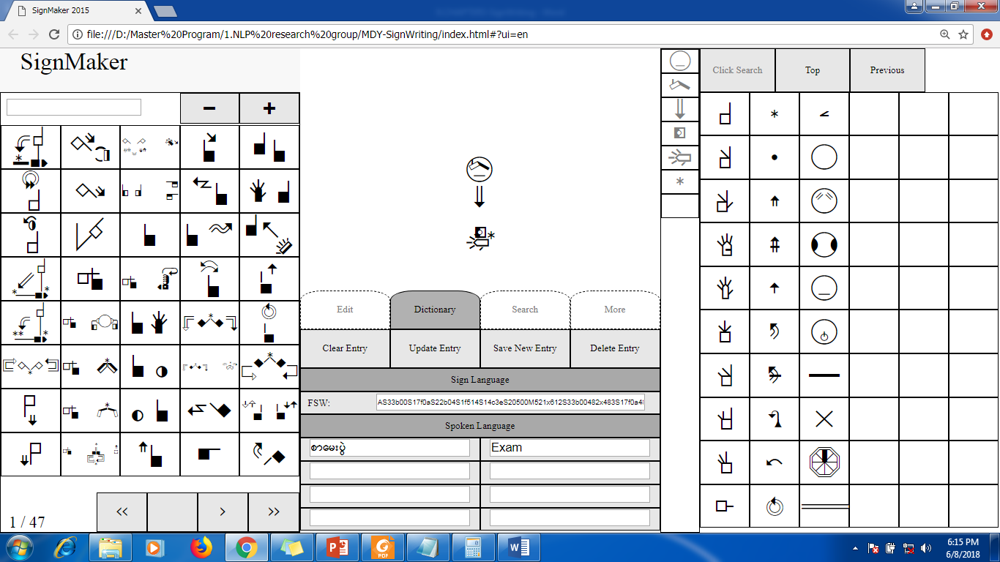 SignMaker 2015
file:///D:/Master%20Program/1.NLP%20research%20group/MDY-SignWriting/index.html#?ui=en
SignMaker
− +
Click Search Top Previous
Edit Dictionary Search More
Clear Entry Update Entry Save New Entry Delete Entry
Sign Language
FSW: AS33b00S17f0aS22b04S1f514S14c3eS20500M521x612S33b00482x483S17f0a4
Spoken Language
စာမေးပွဲ Exam
1 / 47 << > >>
6:15 PM
6/8/2018